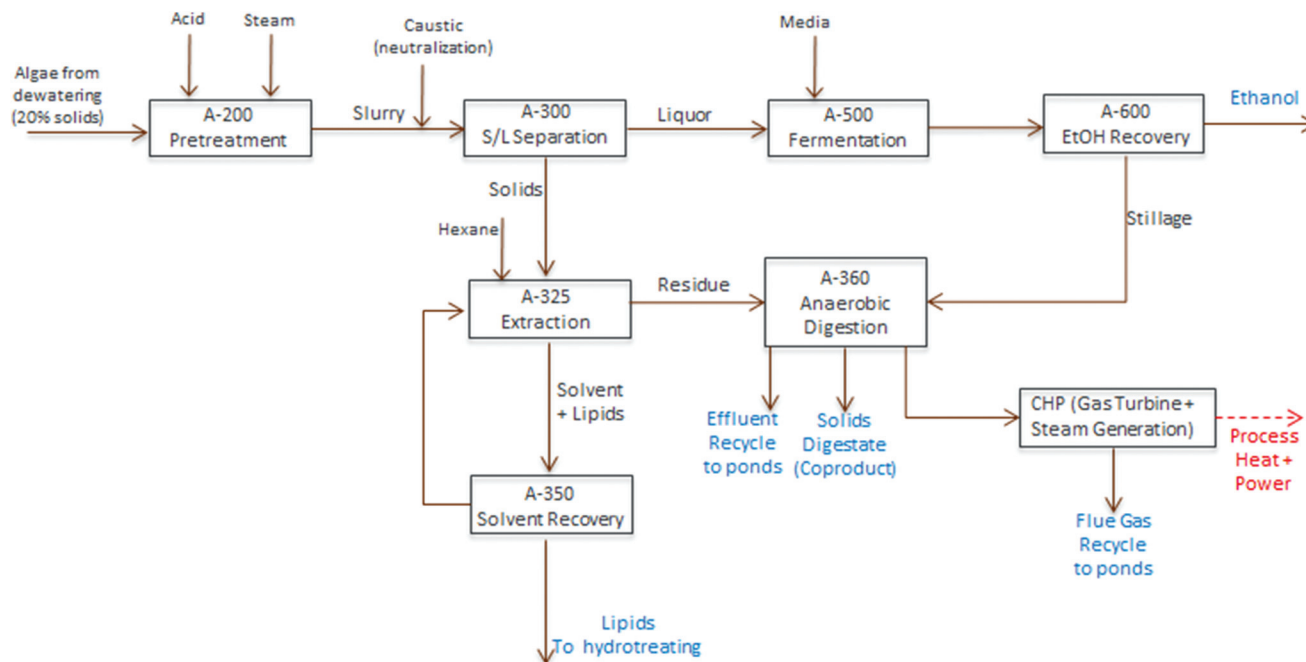 Acid
Steam
Caustic
(neutralization)
Media
Algae from
dewatering
(20% solids)
A-200
Pretreatment
Slurry
A-300
S/L Separation
Liquor
A-500
Fermentation
A-600
EtOH Recovery
Ethanol
Solids
Hexane
Stillage
A-325
Extraction
Residue
A-360
Anaerobic
Digestion
Solvent
+ Lipids
Effluent
Recycle
to ponds
Solids
Digestate
(Coproduct)
CHP (Gas Turbine +
Steam Generation)
Process
Heat +
Power
A-350
Solvent Recovery
Flue Gas
Recycle
to ponds
Lipids
To hydrotreating